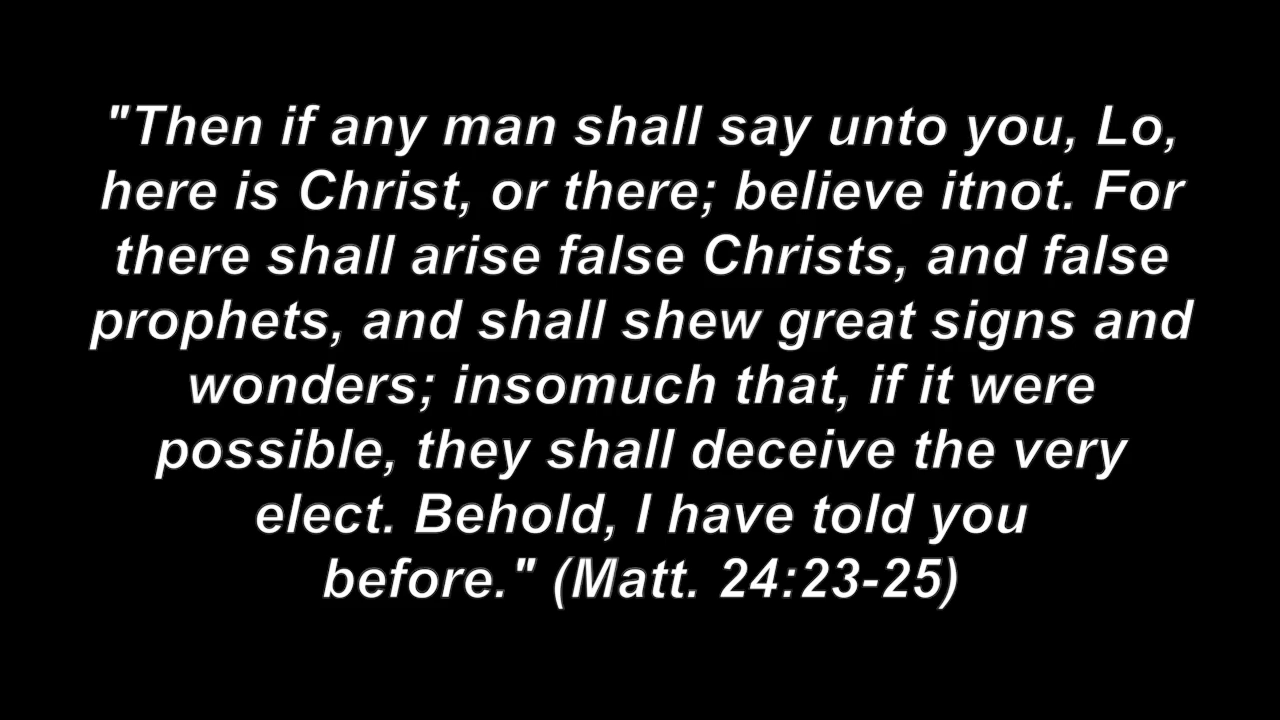 "Then if any man shall say unto you, Lo,
here is Christ, or there; believe itnot. For
there shall arise false Christs, and false
prophets, and shall shew great signs and
wonders; insomuch that, if it were
possible, they shall deceive the very
elect. Behold, I have told you
before." (Matt. 24:23-25)